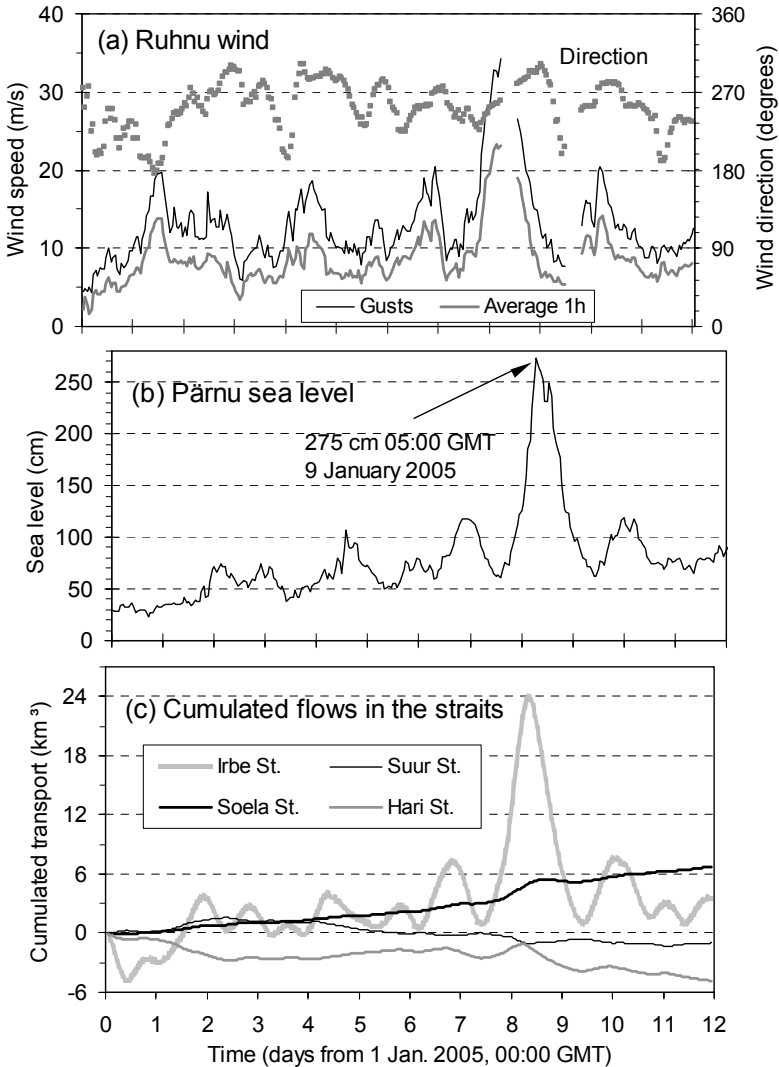 (a) Ruhnu wind
Direction
Wind speed (m/s)
40
30
20
10
0
360
270
180
90
0
Wind direction (degrees)
Gusts
Average 1h
(b) Pärnu sea level
275 cm 05:00 GMT
9 January 2005
Sea level (cm)
250
200
150
100
50
0
(c) Cumulated flows in the straits
Irbe St.
Suur St.
Soela St.
Hari St.
Cumulated transport (km³)
24
18
12
6
0
-6
0 1 2 3 4 5 6 7 8 9 10 11 12
Time (days from 1 Jan. 2005, 00:00 GMT)